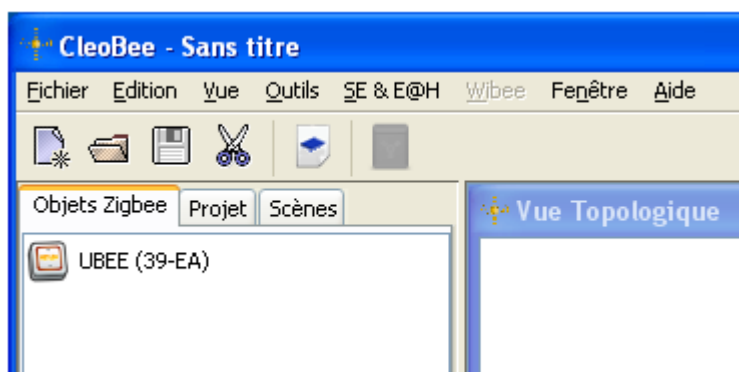 CleoBee - Sans titre
Fichier Edition Vue Outils SE & E@H Wibee Fenêtre Aide
Objets Zigbee Projet Scènes
Vue Topologique
UBEE (39-EA)